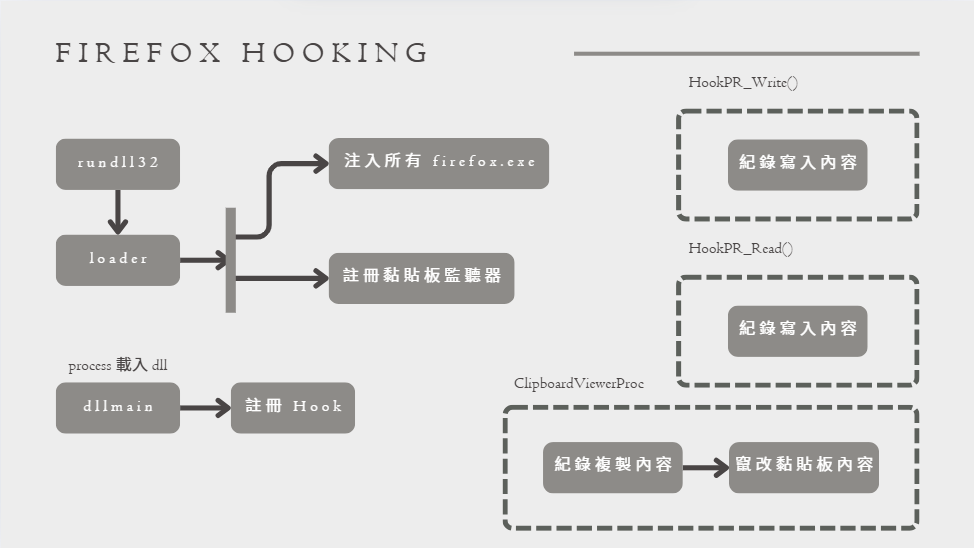 FIREFOX HOOKING
rundll32
loader
注入所有 firefox.exe
註冊黏貼板監聽器
process 載入 dll
dllmain
註冊 Hook
HookPR_Write()
紀錄寫入內容
HookPR_Read()
紀錄寫入內容
ClipboardViewerProc
紀錄複製內容
竄改黏貼板內容